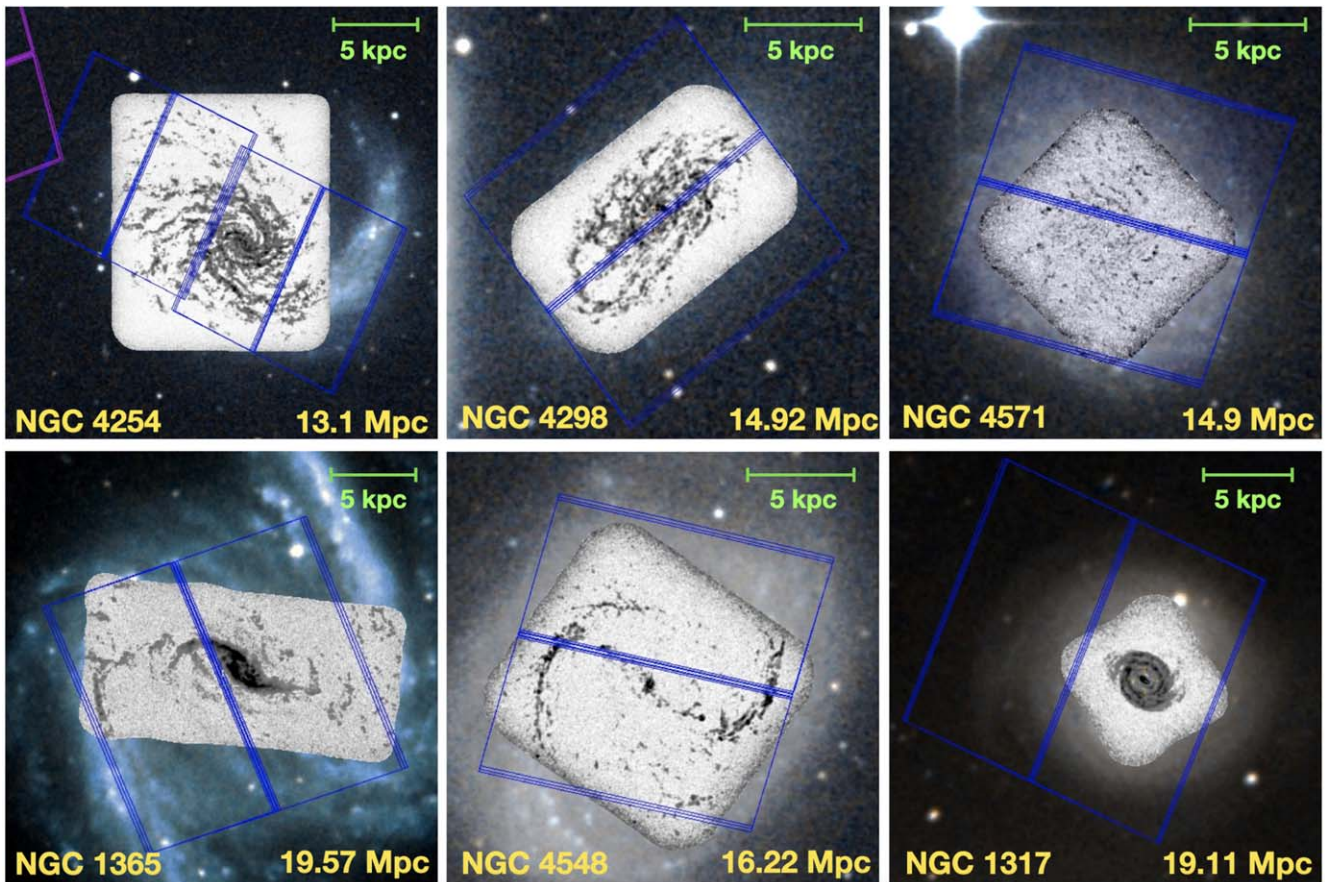 5 kpc
NGC 4254 13.1 Mpc
5 kpc
NGC 4298 14.92 Mpc
5 kpc
NGC 4571 14.9 Mpc
5 kpc
NGC 1365 19.57 Mpc
5 kpc
NGC 4548 16.22 Mpc
5 kpc
NGC 1317 19.11 Mpc